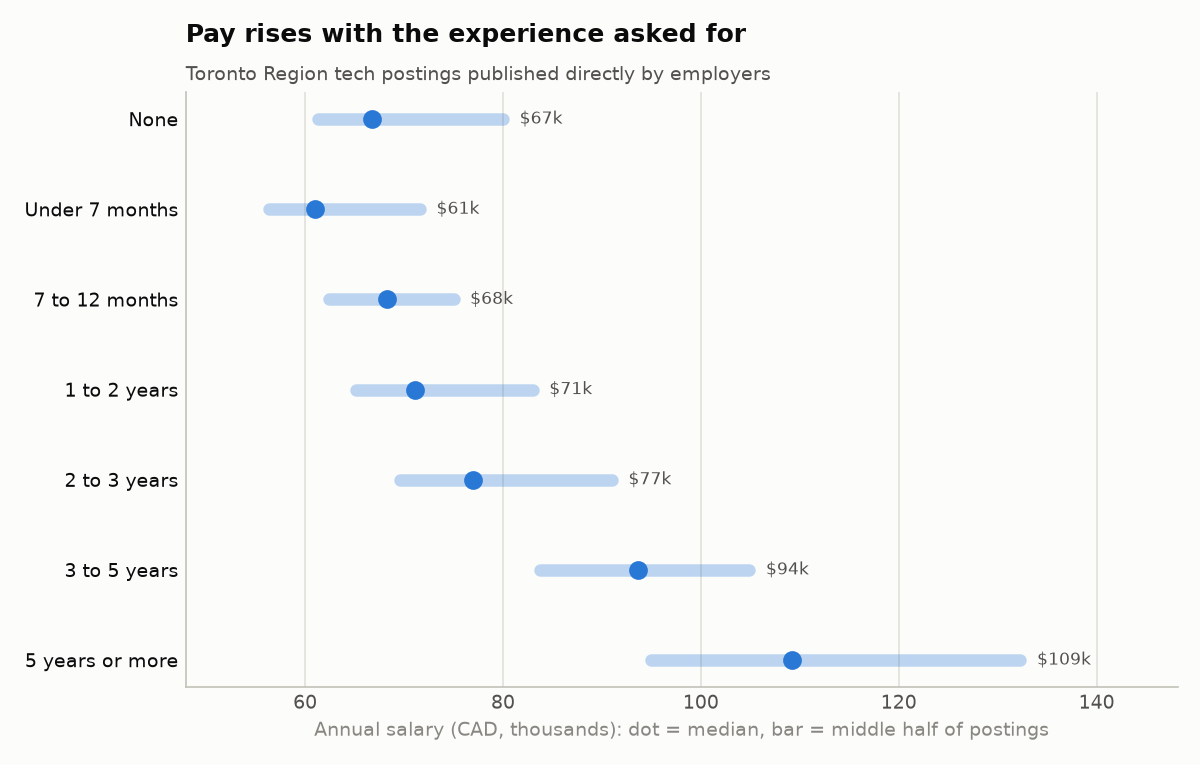 Pay rises with the experience asked for
Toronto Region tech postings published directly by employers
None
$67k
Under 7 months
$61k
7 to 12 months
$68k
1 to 2 years
$71k
2 to 3 years
$77k
3 to 5 years
$94k
5 years or more
$109k
60 80 100 120 140
Annual salary (CAD, thousands): dot = median, bar = middle half of postings